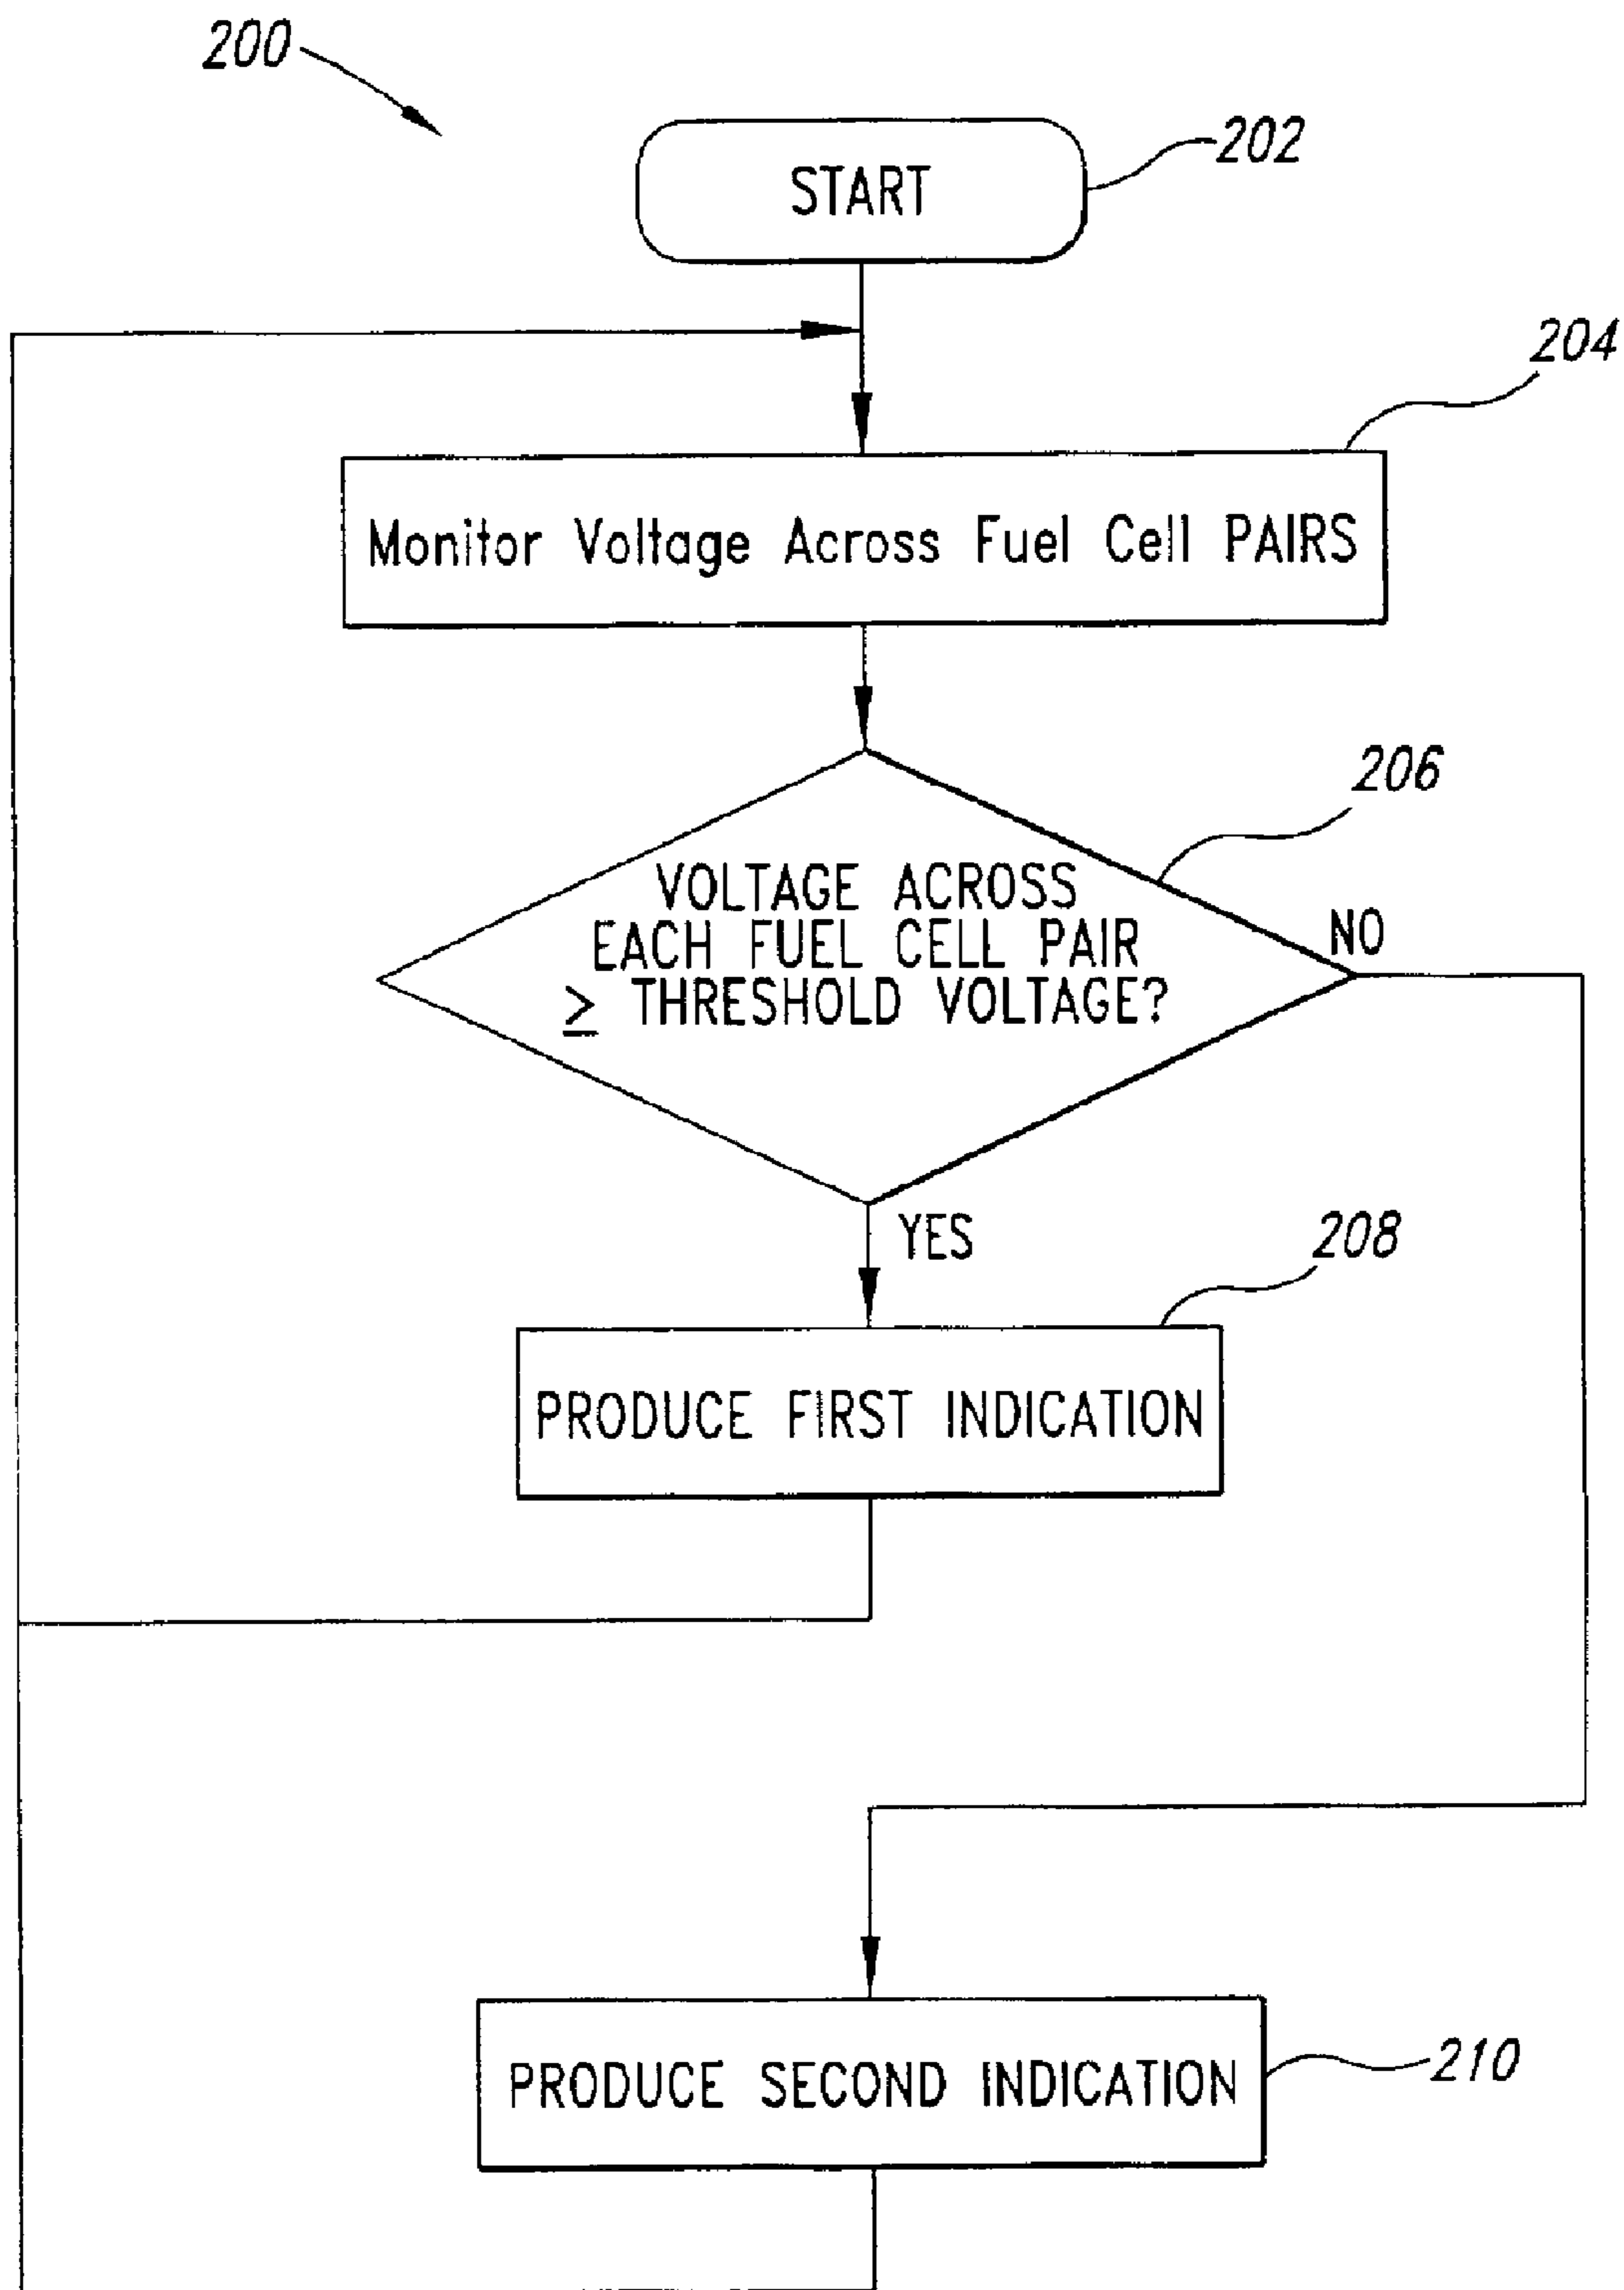 200
START
202
204
Monitor Voltage Across Fuel Cell PAIRS
206
VOLTAGE ACROSS
EACH FUEL CELL PAIR
≥ THRESHOLD VOLTAGE?
NO
YES
208
PRODUCE FIRST INDICATION
PRODUCE SECOND INDICATION
210